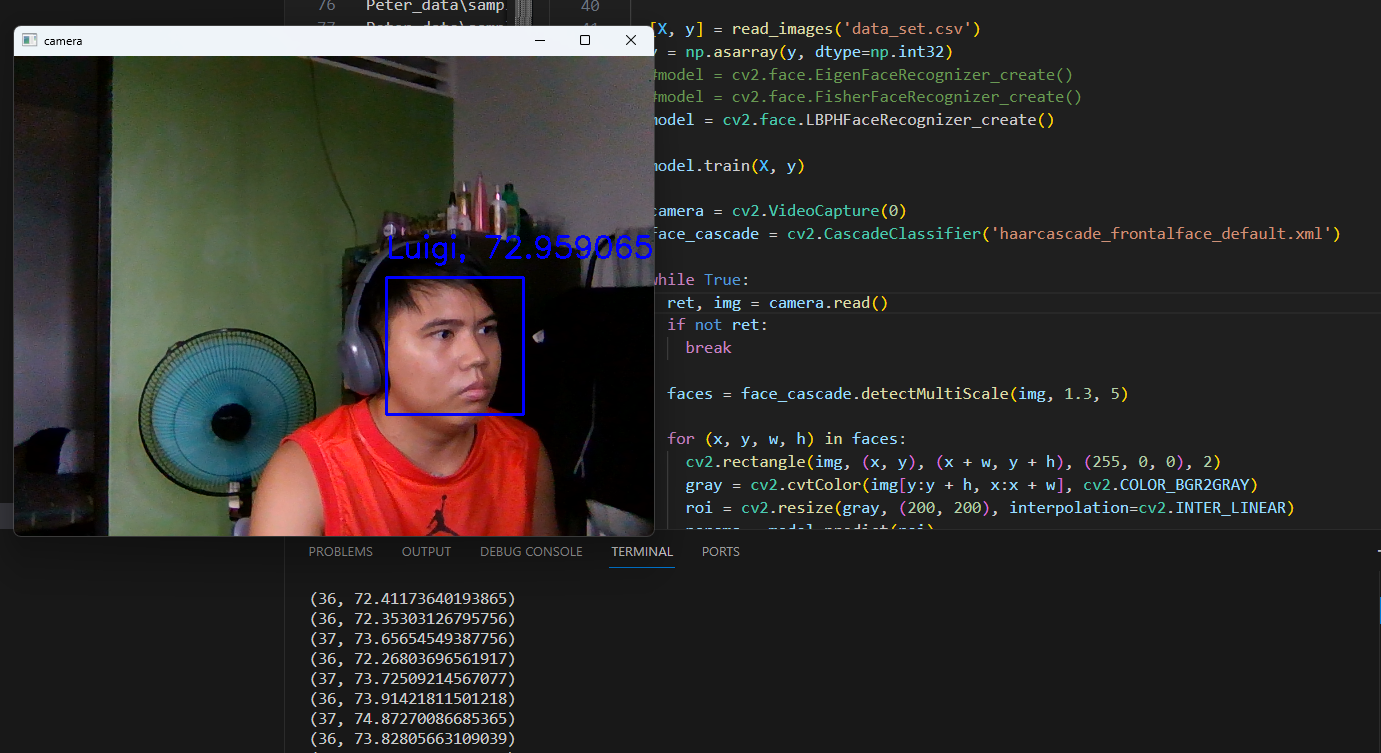 76 Peter_data\samp
40
camera
[X, y] = read_images('data_set.csv')
= np.asarray(y, dtype=np.int32)
#model = cv2.face.EigenFaceRecognizer_create()
#model = cv2.face.FisherFaceRecognizer_create()
model = cv2.face.LBPHFaceRecognizer_create()
model.train(X, y)
camera = cv2.VideoCapture(0)
face_cascade = cv2.CascadeClassifier('haarcascade_frontalface_default.xml')
while True:
ret, img = camera.read()
if not ret:
break
faces = face_cascade.detectMultiScale(img, 1.3, 5)
for (x, y, w, h) in faces:
cv2.rectangle(img, (x, y), (x + w, y + h), (255, 0, 0), 2)
gray = cv2.cvtColor(img[y:y + h, x:x + w], cv2.COLOR_BGR2GRAY)
roi = cv2.resize(gray, (200, 200), interpolation=cv2.INTER_LINEAR)
Luigi, 72.959065
PROBLEMS OUTPUT DEBUG CONSOLE TERMINAL PORTS
(36, 72.41173640193865)
(36, 72.35303126795756)
(37, 73.65654549387756)
(36, 72.26803696561917)
(37, 73.72509214567077)
(36, 73.91421811501218)
(37, 74.87270086685365)
(36, 73.82805663109039)